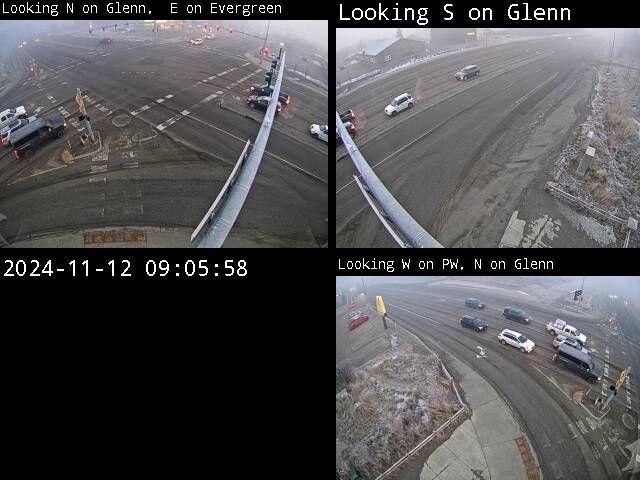 Looking N on Glenn,  E on Evergreen
Looking S on Glenn
2024-11-12 09:05:58
Looking W on PW, N on Glenn